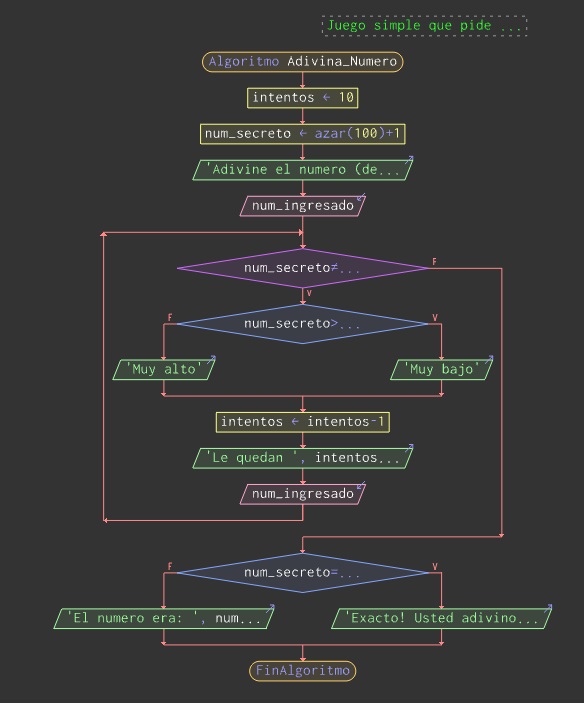 Juego simple que pide ...
Algoritmo Adivina_Numero
intentos ← 10
num_secreto ← azar(100)+1
'Adivine el numero (de...
num_ingresado
num_secreto≠...
F
V
num_secreto>...
F
V
'Muy alto'
'Muy bajo'
intentos ← intentos-1
'Le quedan ', intentos...
num_ingresado
num_secreto=...
F
V
'El numero era: ', num...
'Exacto! Usted adivino...
FinAlgoritmo